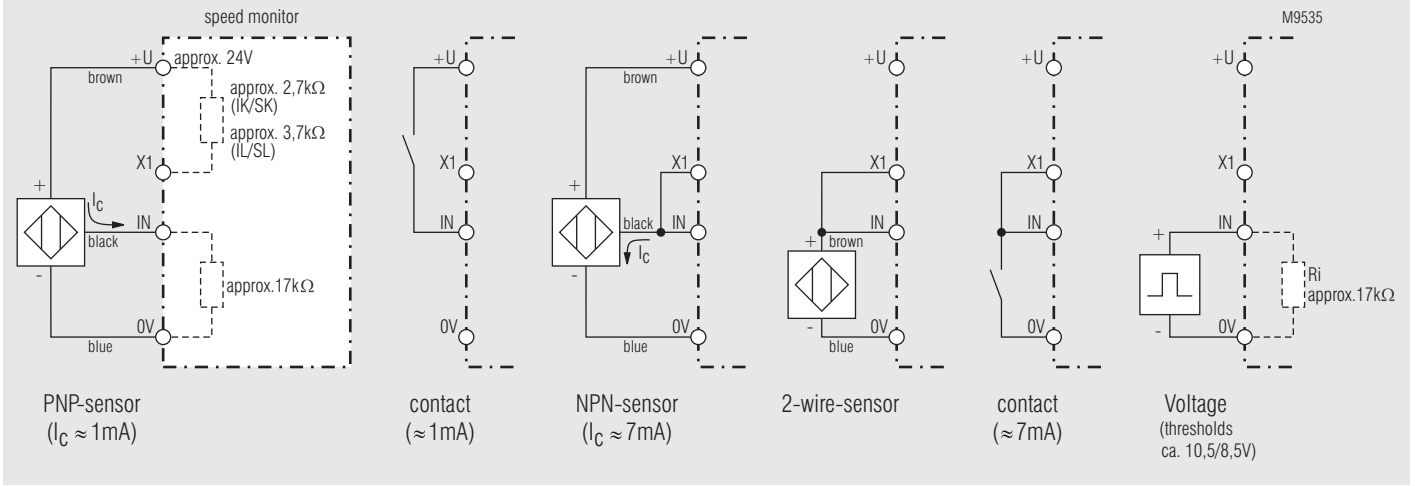 speed monitor
M9535
+U
approx. 24V
brown
approx. 2,7kΩ
(IK/SK)
approx. 3,7kΩ
(IL/SL)
X1
+
IC
IN
black
approx.17kΩ
-
0V
blue
PNP-sensor
(IC ≈ 1mA)
+U
X1
IN
0V
contact
(≈ 1mA)
+U
brown
X1
+
black
IN
IC
-
0V
blue
NPN-sensor
(IC ≈ 7mA)
+U
X1
IN
+
brown
-
0V
blue
2-wire-sensor
+U
X1
IN
0V
contact
(≈ 7mA)
+U
X1
IN
+
Ri
approx.17kΩ
-
0V
Voltage
(thresholds
ca. 10,5/8,5V)